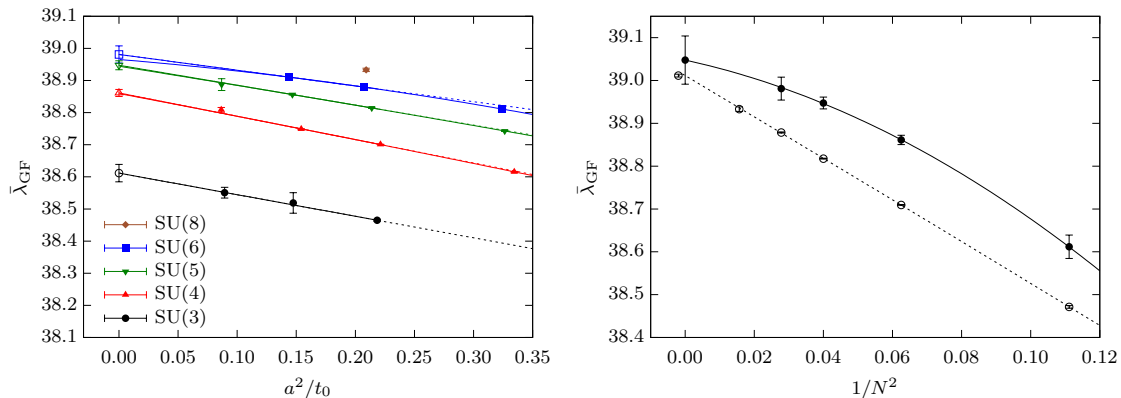 39.1
39.0
38.9
38.8
38.7
38.6
38.5
38.4
38.3
38.2
38.1
λ̄GF
SU(8)
SU(6)
SU(5)
SU(4)
SU(3)
0.00 0.05 0.10 0.15 0.20 0.25 0.30 0.35
a²/t₀
39.1
39.0
38.9
38.8
38.7
38.6
38.5
38.4
λ̄GF
0.00 0.02 0.04 0.06 0.08 0.10 0.12
1/N²